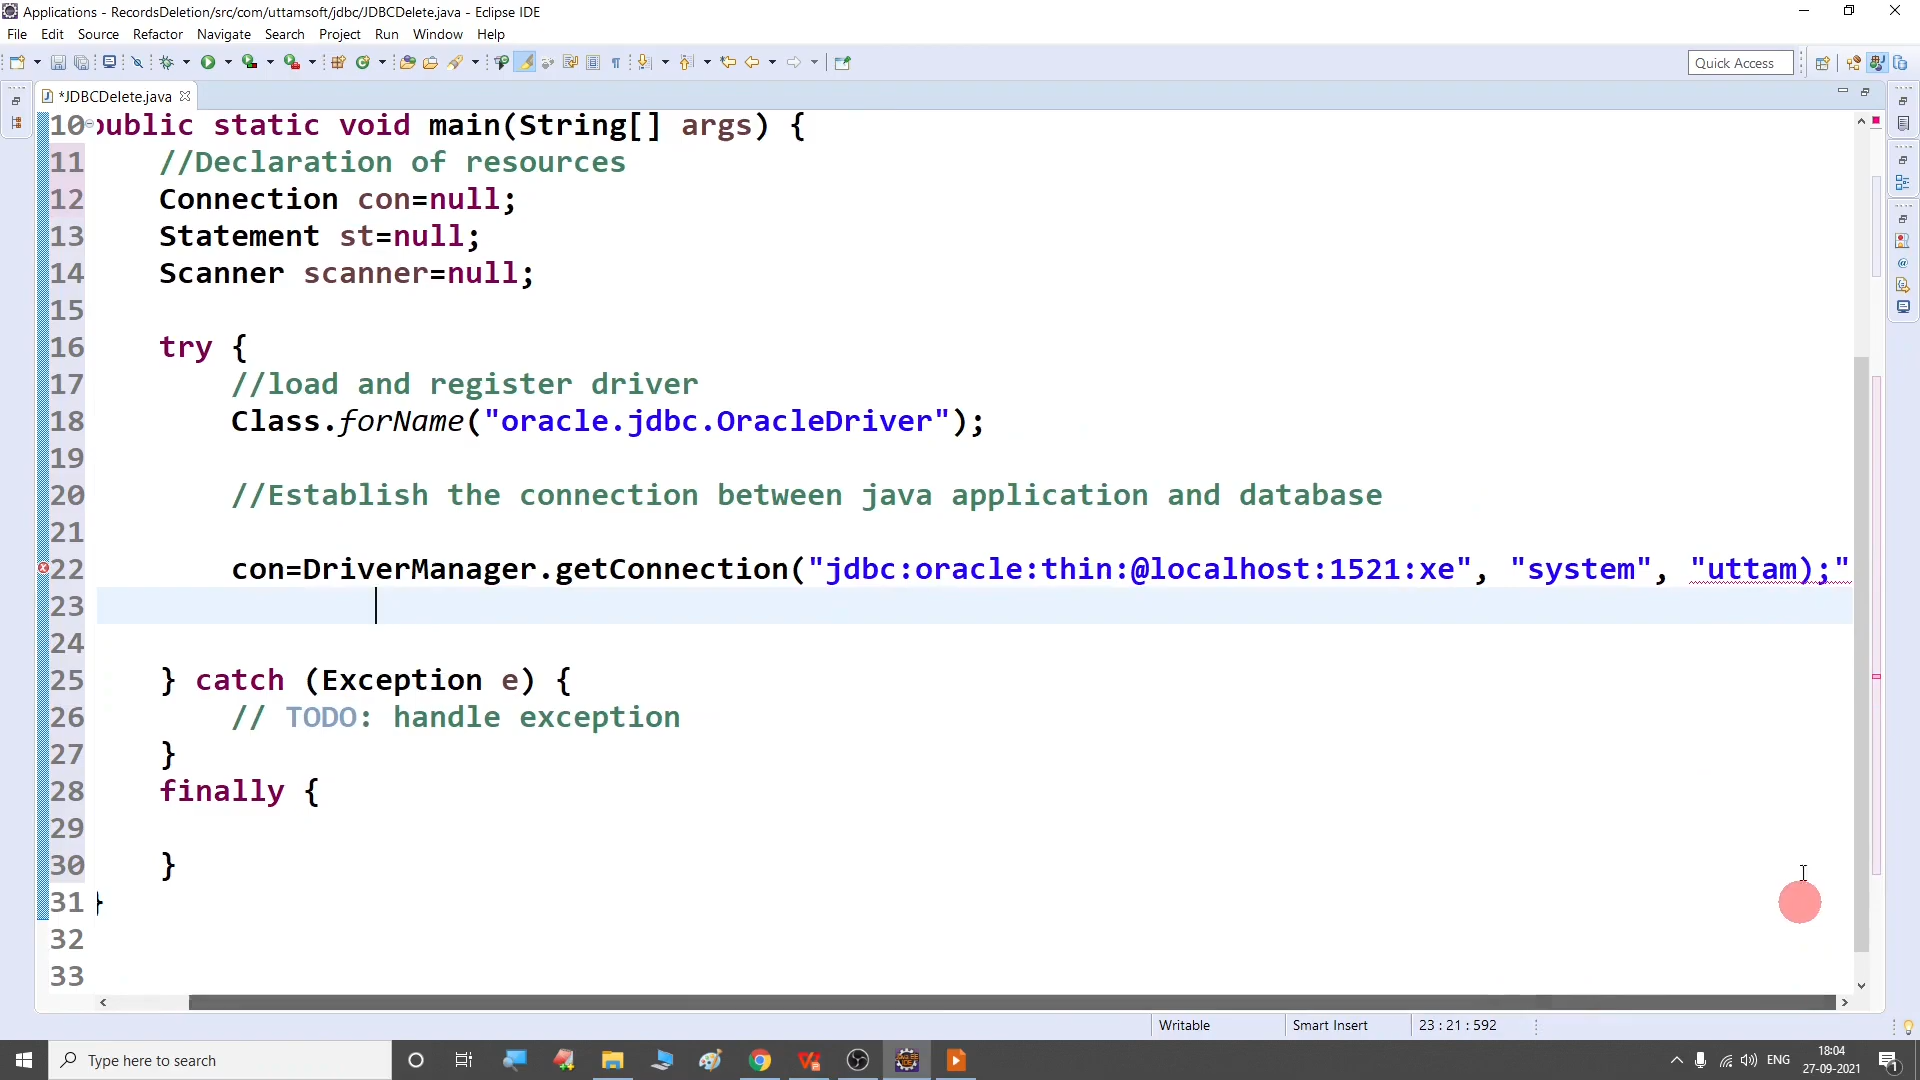 Applications - RecordsDeletion/src/com/uttamsoft/jdbc/JDBCDelete.java - Eclipse IDE
File Edit Source Refactor Navigate Search Project Run Window Help
Quick Access
*JDBCDelete.java
10 public static void main(String[] args) {
11 //Declaration of resources
12 Connection con=null;
13 Statement st=null;
14 Scanner scanner=null;
15
16 try {
17 //load and register driver
18 Class.forName("oracle.jdbc.OracleDriver");
19
20 //Establish the connection between java application and database
21
22 con=DriverManager.getConnection("jdbc:oracle:thin:@localhost:1521:xe", "system", "uttam);"
23
24
25 } catch (Exception e) {
26 // TODO: handle exception
27 }
28 finally {
29
30 }
31 }
32
33
Writable Smart Insert 23 : 21 : 592
Type here to search
ENG
18:04
27-09-2021
1